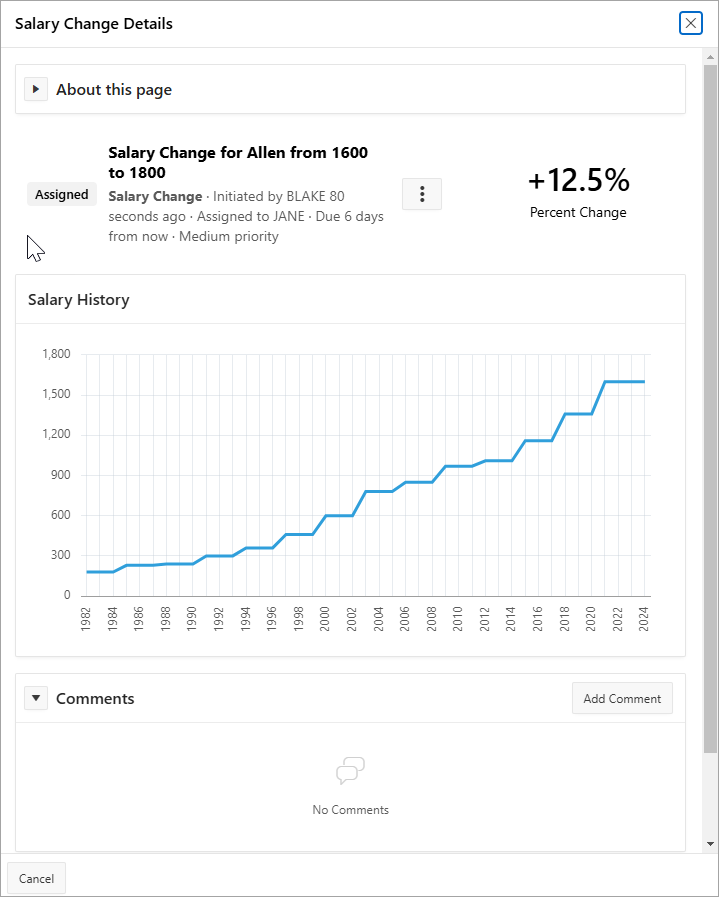 Salary Change Details
About this page
Assigned
Salary Change for Allen from 1600
to 1800
Salary Change · Initiated by BLAKE 80
seconds ago · Assigned to JANE · Due 6 days
from now · Medium priority
+12.5%
Percent Change
Salary History
1,800
1,500
1,200
900
600
300
0
1982
1984
1986
1988
1990
1992
1994
1996
1998
2000
2002
2004
2006
2008
2010
2012
2014
2016
2018
2020
2022
2024
Comments
Add Comment
No Comments
Cancel